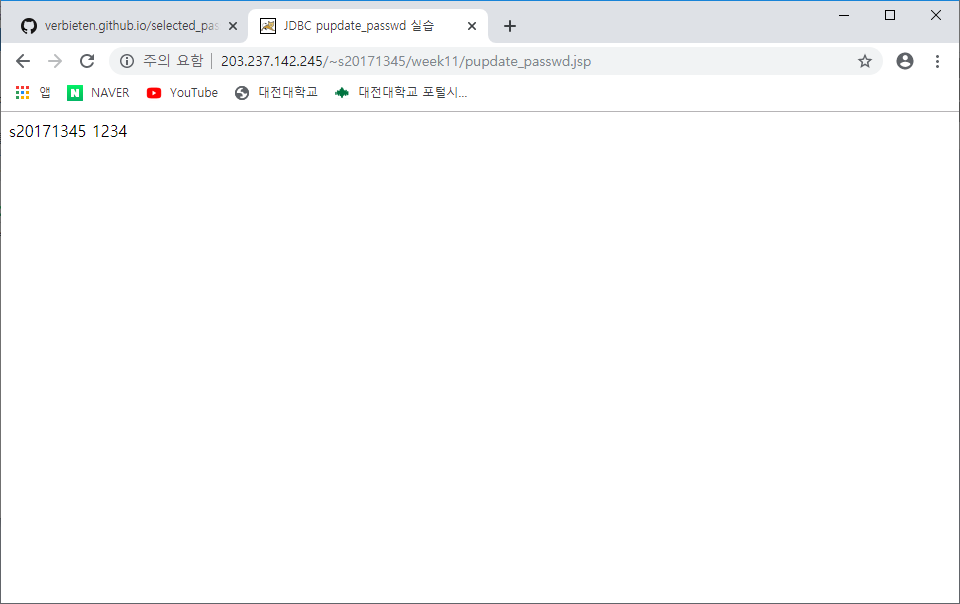 verbieten.github.io/selected_pas
JDBC pupdate_passwd 실습
주의 요함 | 203.237.142.245/~s20171345/week11/pupdate_passwd.jsp
앱 NAVER YouTube 대전대학교 대전대학교 포털시...
s20171345 1234